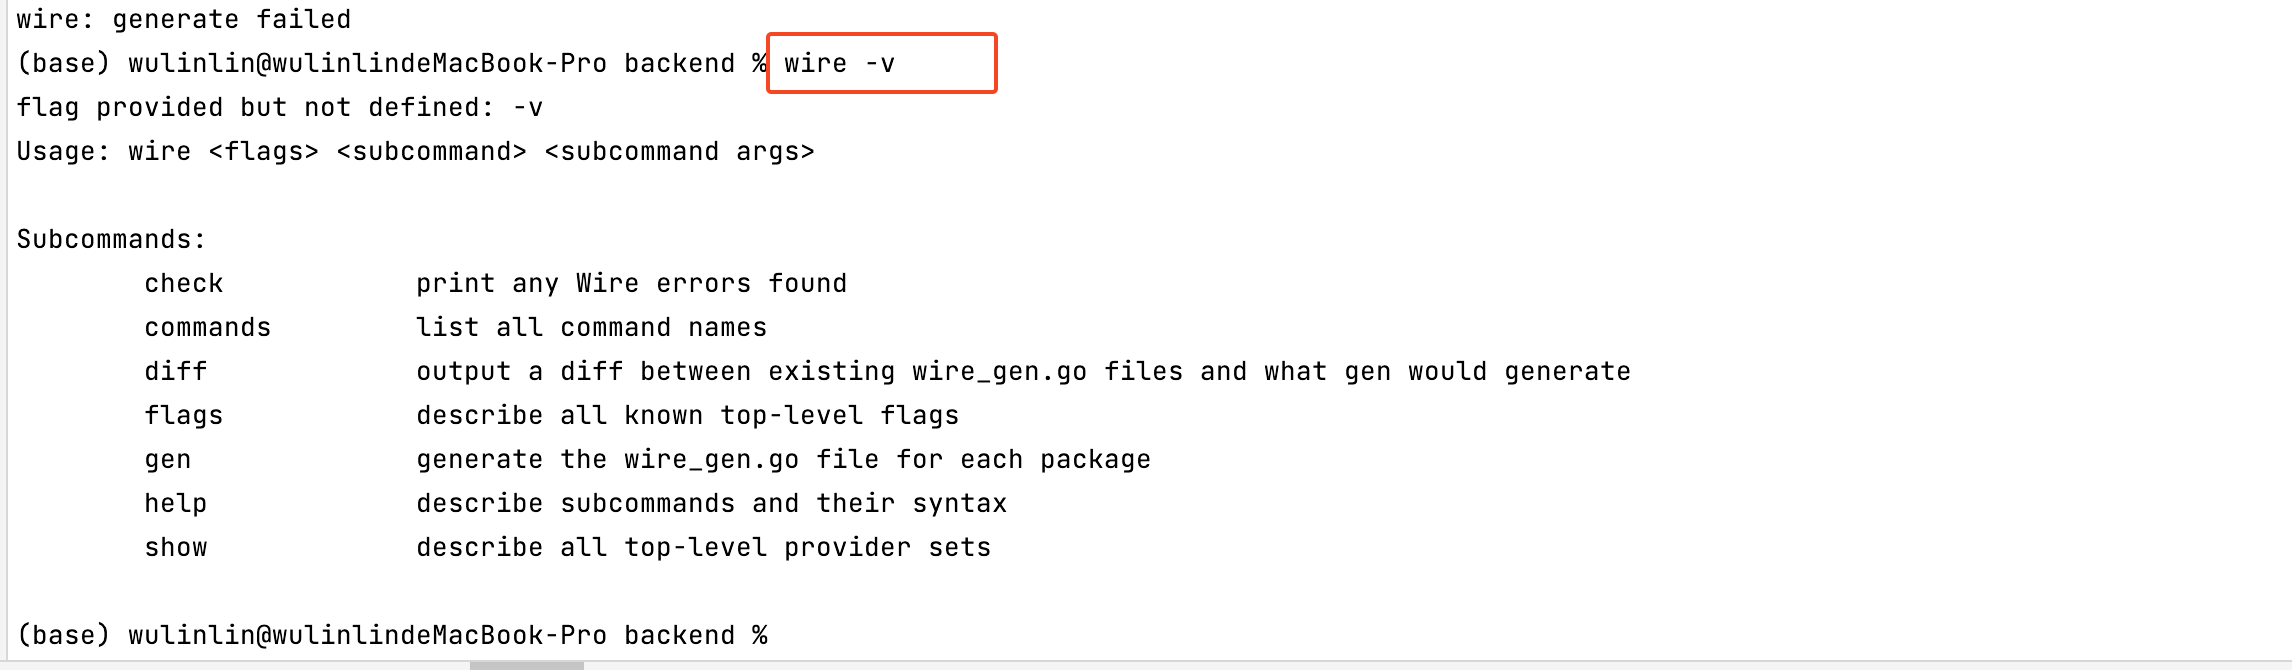 wire: generate failed
(base) wulinlin@wulinlindeMacBook-Pro backend % wire -v
flag provided but not defined: -v
Usage: wire <flags> <subcommand> <subcommand args>
Subcommands:
check print any Wire errors found
commands list all command names
diff output a diff between existing wire_gen.go files and what gen would generate
flags describe all known top-level flags
gen generate the wire_gen.go file for each package
help describe subcommands and their syntax
show describe all top-level provider sets
(base) wulinlin@wulinlindeMacBook-Pro backend %